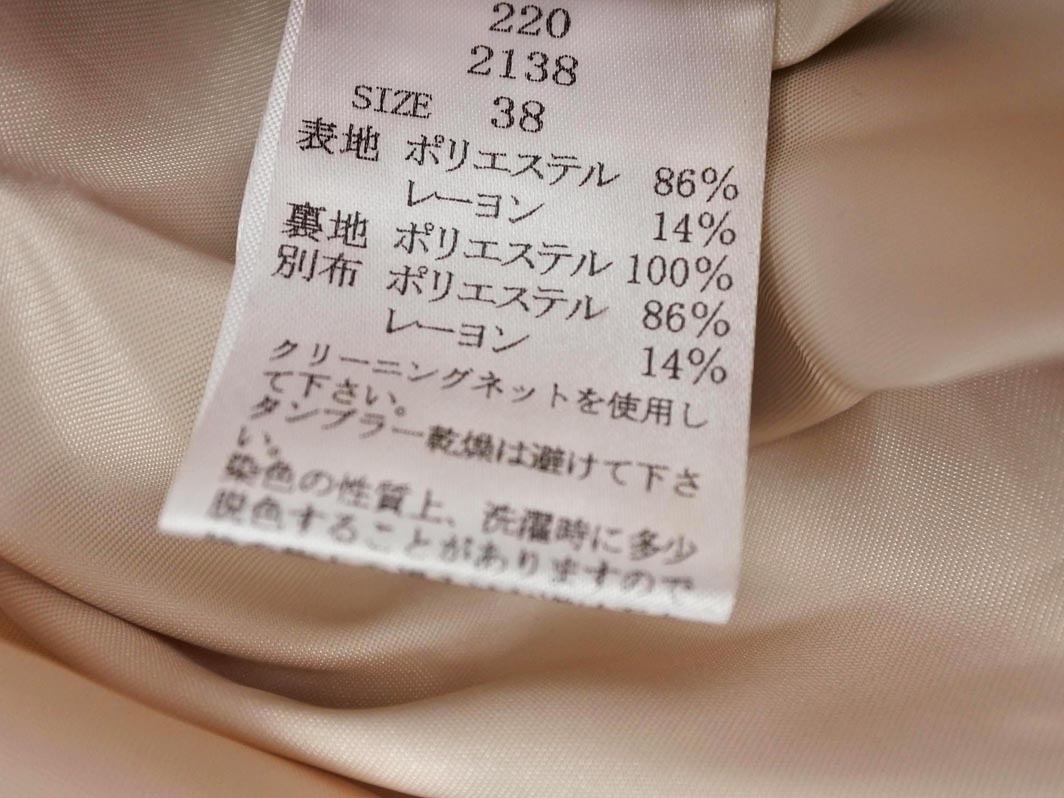 220
2138
SIZE 38
表地 ポリエステル 86%
レーヨン 14%
裏地 ポリエステル 100%
別布 ポリエステル 86%
レーヨン 14%
クリーニングネットを使用し
て下さい。
タンブラー乾燥は避けて下さ
い。
染色の性質上、洗濯時に多少
脱色することがありますので